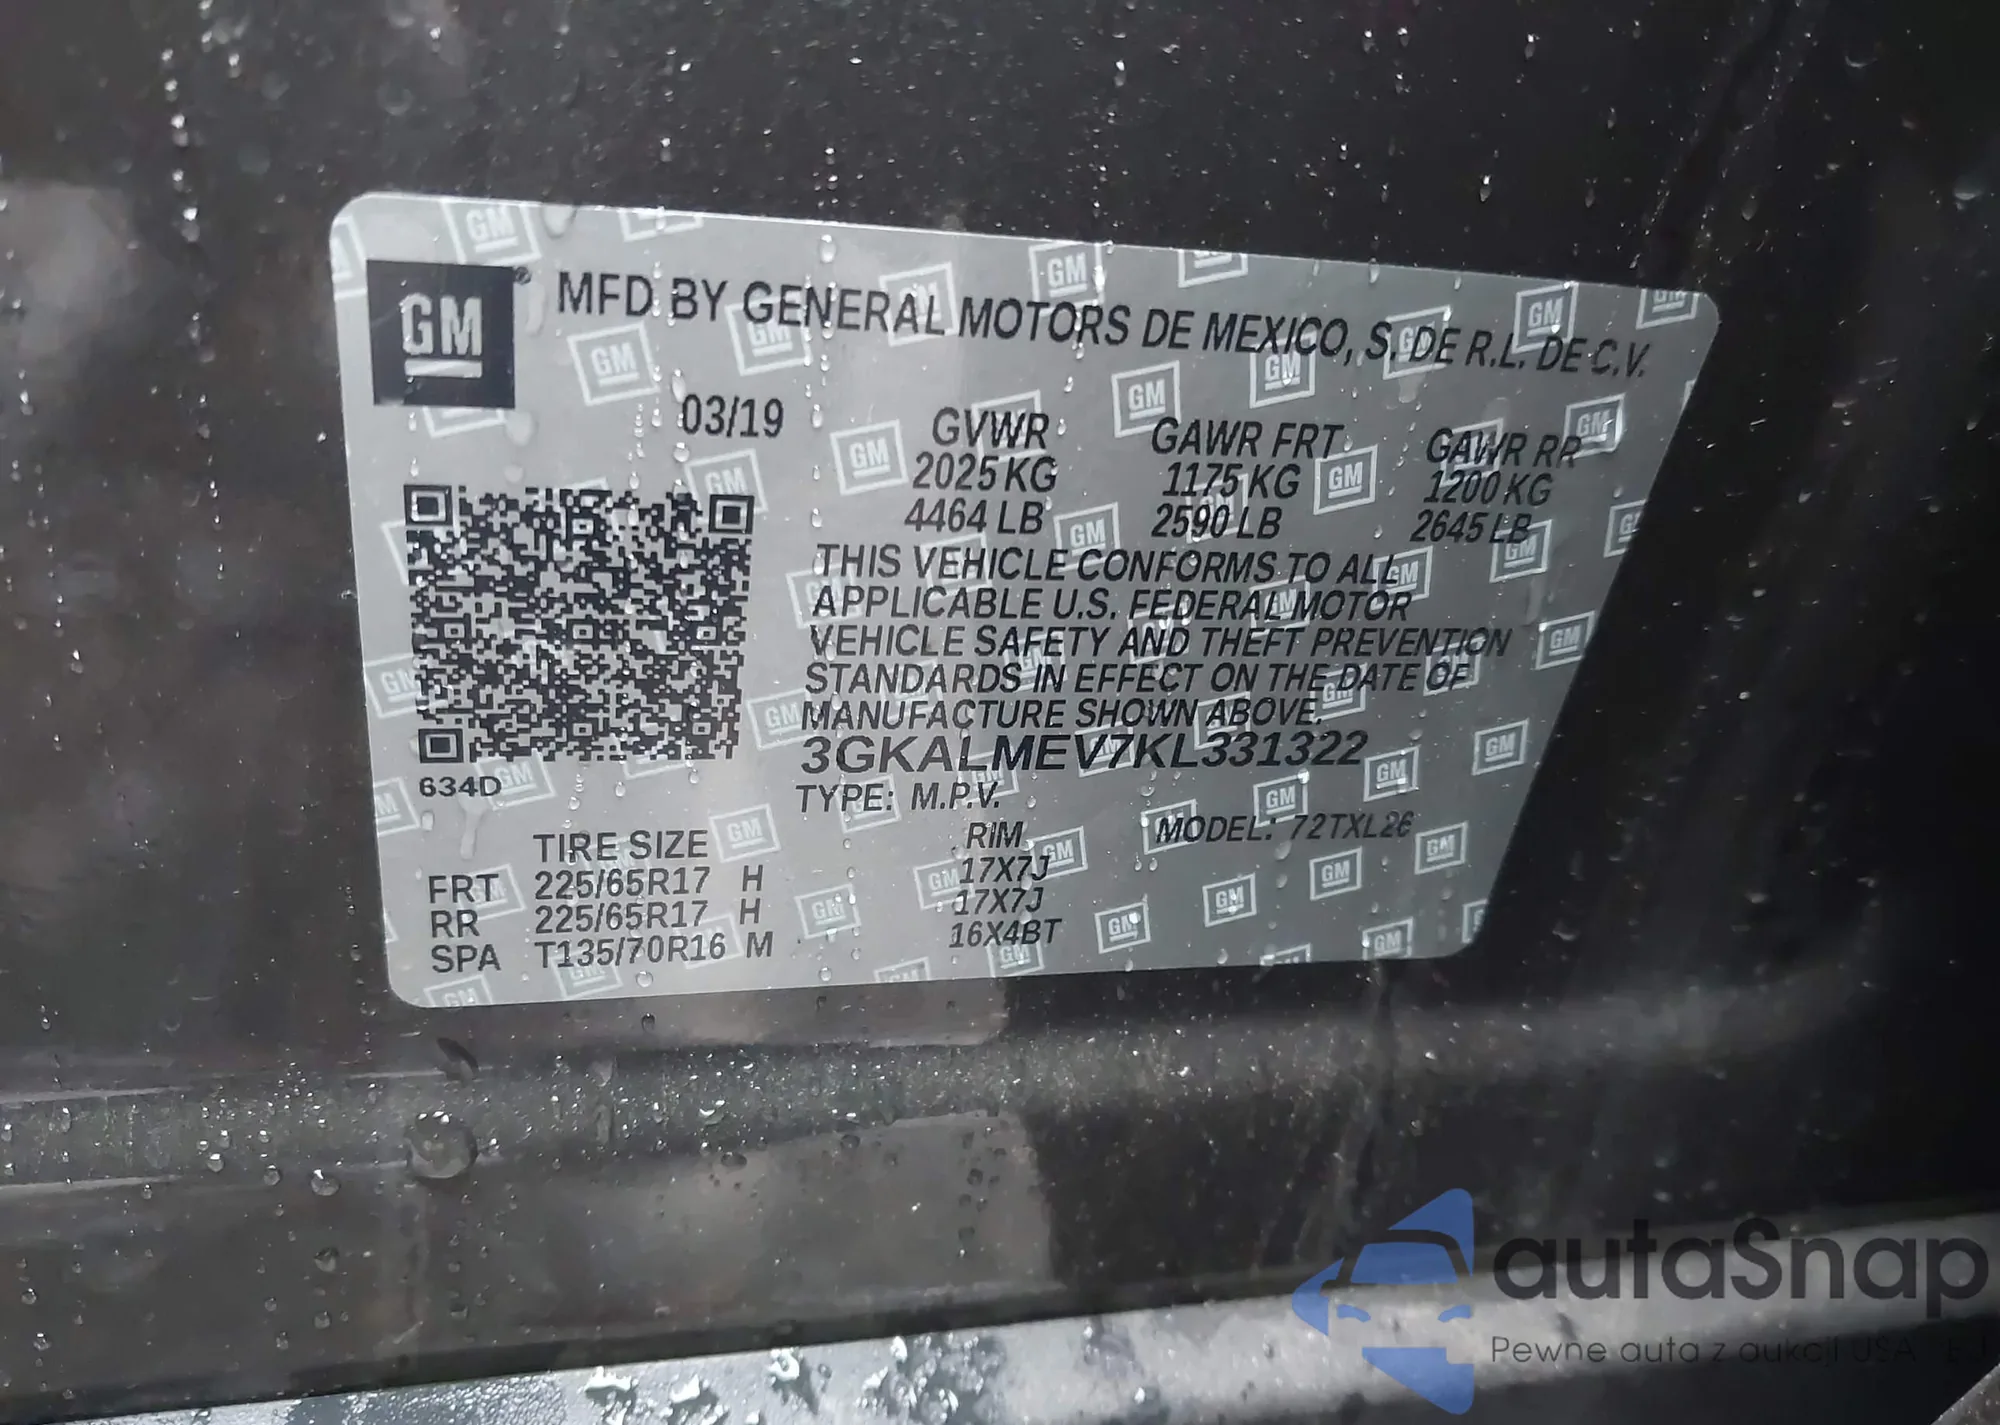 GM® MFD BY GENERAL MOTORS DE MEXICO, S. DE R.L. DE C.V.
03/19 GVWR GAWR FRT GAWR RR
2025 KG 1175 KG 1200 KG
4464 LB 2590 LB 2645 LB
THIS VEHICLE CONFORMS TO ALL
APPLICABLE U.S. FEDERAL MOTOR
VEHICLE SAFETY AND THEFT PREVENTION
STANDARDS IN EFFECT ON THE DATE OF
MANUFACTURE SHOWN ABOVE.
3GKALMEV7KL331322
634D TYPE: M.P.V.
TIRE SIZE RIM MODEL: 72TXL26
FRT 225/65R17 H 17X7J
RR 225/65R17 H 17X7J
SPA T135/70R16 M 16X4BT
autaSnap
Pewne auta z aukcji USA